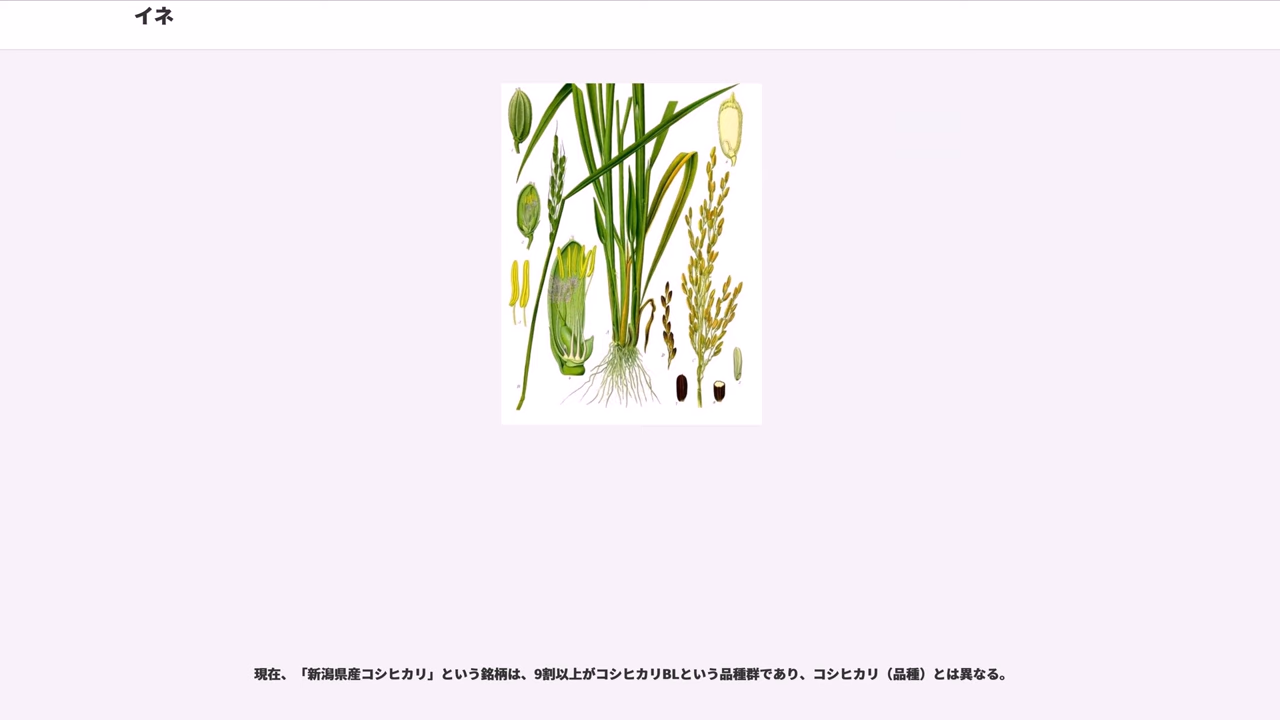 イネ
現在、「新潟県産コシヒカリ」という銘柄は、9割以上がコシヒカリBLという品種群であり、コシヒカリ（品種）とは異なる。